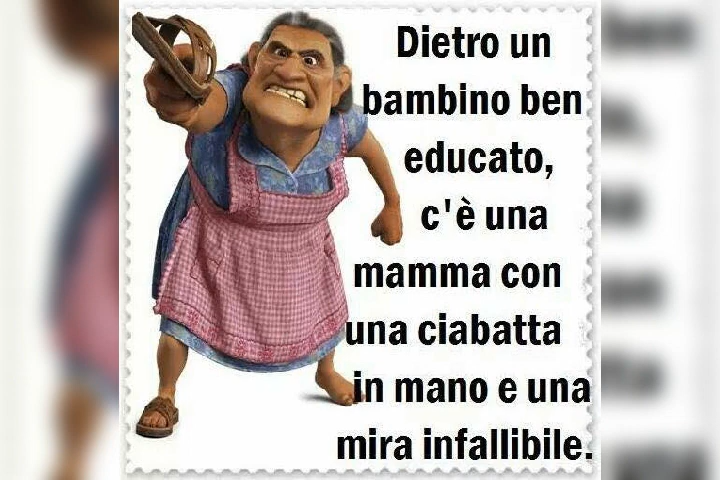 Dietro un
bambino ben
educato,
c'è una
mamma con
una ciabatta
in mano e una
mira infallibile.